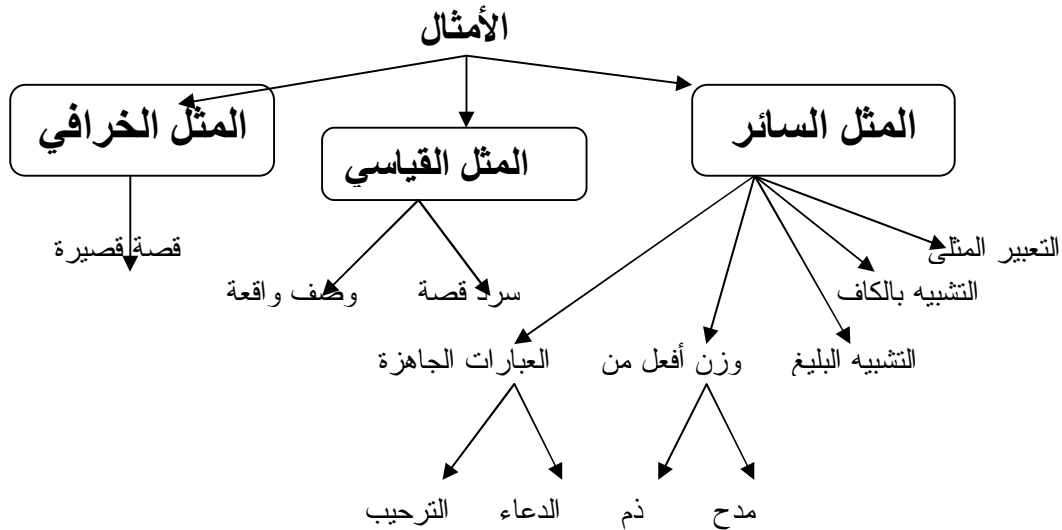 الأمثال
المثل السائر
المثل القياسي
المثل الخرافي
التعبير المثلى
التشبيه بالكاف
التشبيه البليغ
وزن أفعل من
العبارات الجاهزة
سرد قصة
وصف واقعة
قصة قصيرة
مدح
ذم
الدعاء
الترحيب